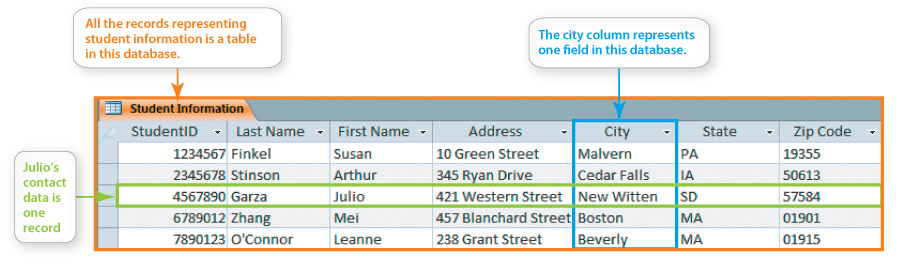 All the records representing
student information is a table
in this database.
The city column represents
one field in this database.
Student Information
StudentID Last Name First Name Address City State Zip Code
1234567 Finkel Susan 10 Green Street Malvern PA 19355
2345678 Stinson Arthur 345 Ryan Drive Cedar Falls IA 50613
Julio's
contact
data is
one
record
4567890 Garza Julio 421 Western Street New Witten SD 57584
6789012 Zhang Mei 457 Blanchard Street Boston MA 01901
7890123 O'Connor Leanne 238 Grant Street Beverly MA 01915